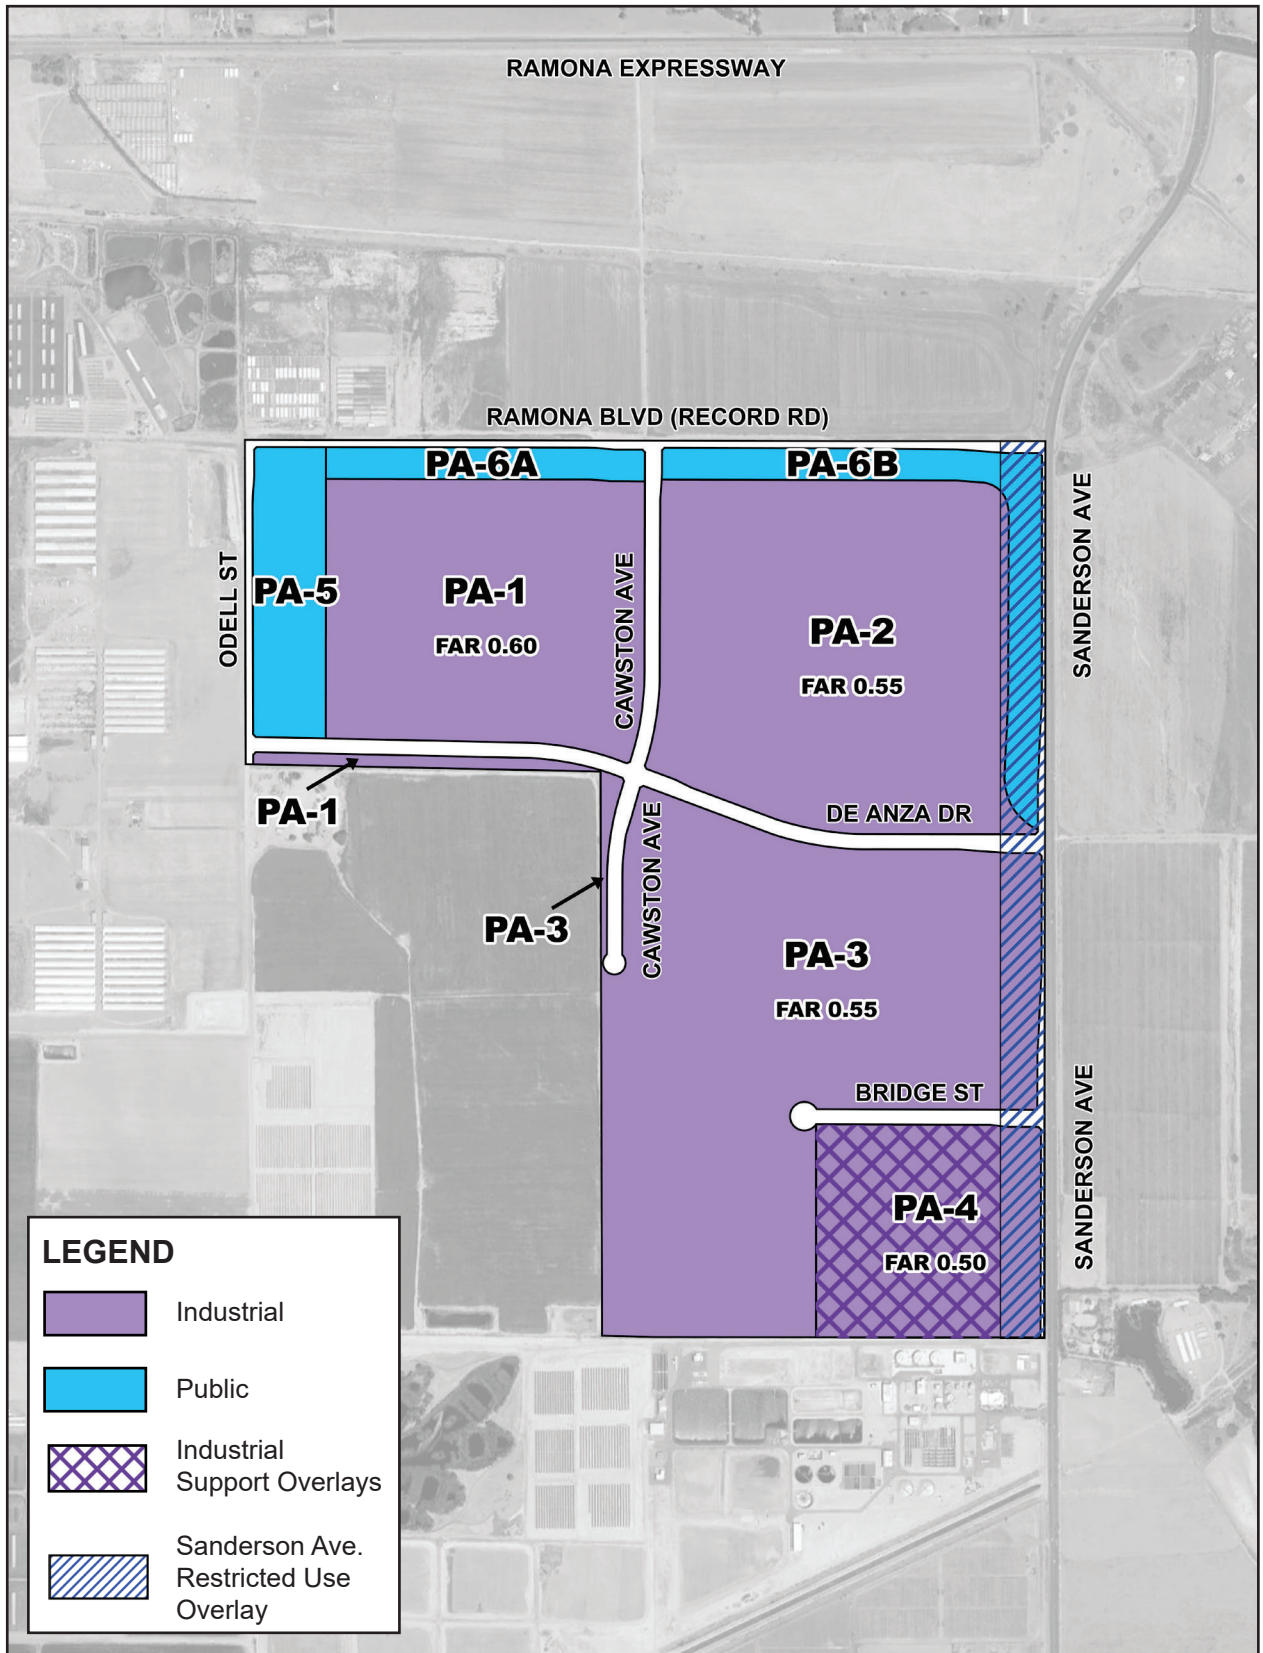 RAMONA EXPRESSWAY
RAMONA BLVD (RECORD RD)
PA-6A
PA-6B
ODELL ST
PA-5
PA-1
FAR 0.60
CAWSTON AVE
PA-2
FAR 0.55
SANDERSON AVE
PA-1
DE ANZA DR
PA-3
CAWSTON AVE
PA-3
FAR 0.55
BRIDGE ST
PA-4
FAR 0.50
SANDERSON AVE
LEGEND
Industrial
Public
Industrial
Support Overlays
Sanderson Ave.
Restricted Use
Overlay